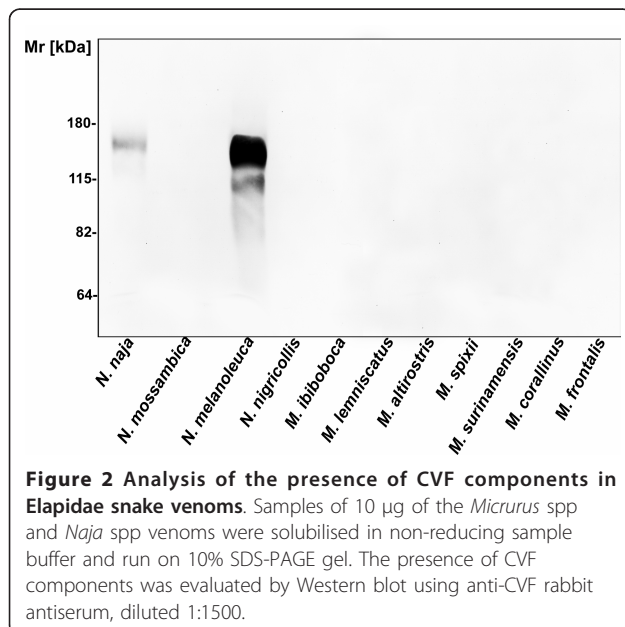 Mr [kDa]
180-
115-
82-
64-
N. naja
N. mossambica
N. melanoleuca
N. nigricollis
M. ibiboboca
M. lemniscatus
M. altirostris
M. spixii
M. surinamensis
M. corallinus
M. frontalis
Figure 2 Analysis of the presence of CVF components in
Elapidae snake venoms. Samples of 10 μg of the Micrurus spp
and Naja spp venoms were solubilised in non-reducing sample
buffer and run on 10% SDS-PAGE gel. The presence of CVF
components was evaluated by Western blot using anti-CVF rabbit
antiserum, diluted 1:1500.